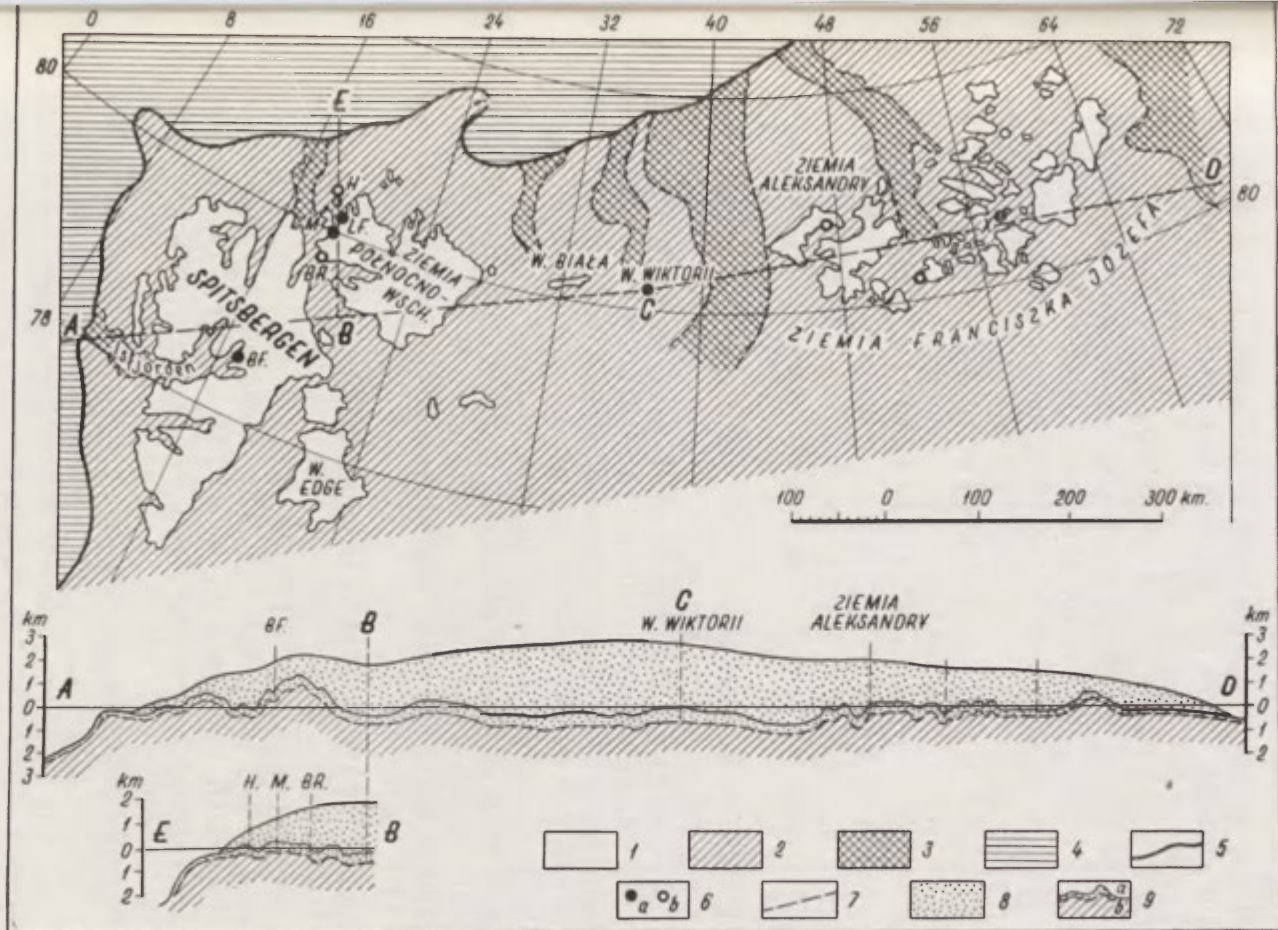 0 8 16 24 32 40 48 56 64 72
80
E
ZIEMIA
ALEKSANDRY
D
80
H
M.
LF.
BR.
ZIEMIA
PÓŁNOCNO-
WSCH.
W. BIAŁA
W. WIKTORII
C
SPITSBERGEN
78
A
B
BF.
ZIEMIA FRANCISZKA JÓZEFA
W.
EDGE
100 0 100 200 300 km.
km
3
2
1
0
1
2
3
A
BF.
B
C
W. WIKTORII
ZIEMIA
ALEKSANDRY
D
km
3
2
1
0
1
2
km
2
1
0
1
2
E
H. M. BR.
B
1 2 3 4 5
a b 6 7 8 a b 9